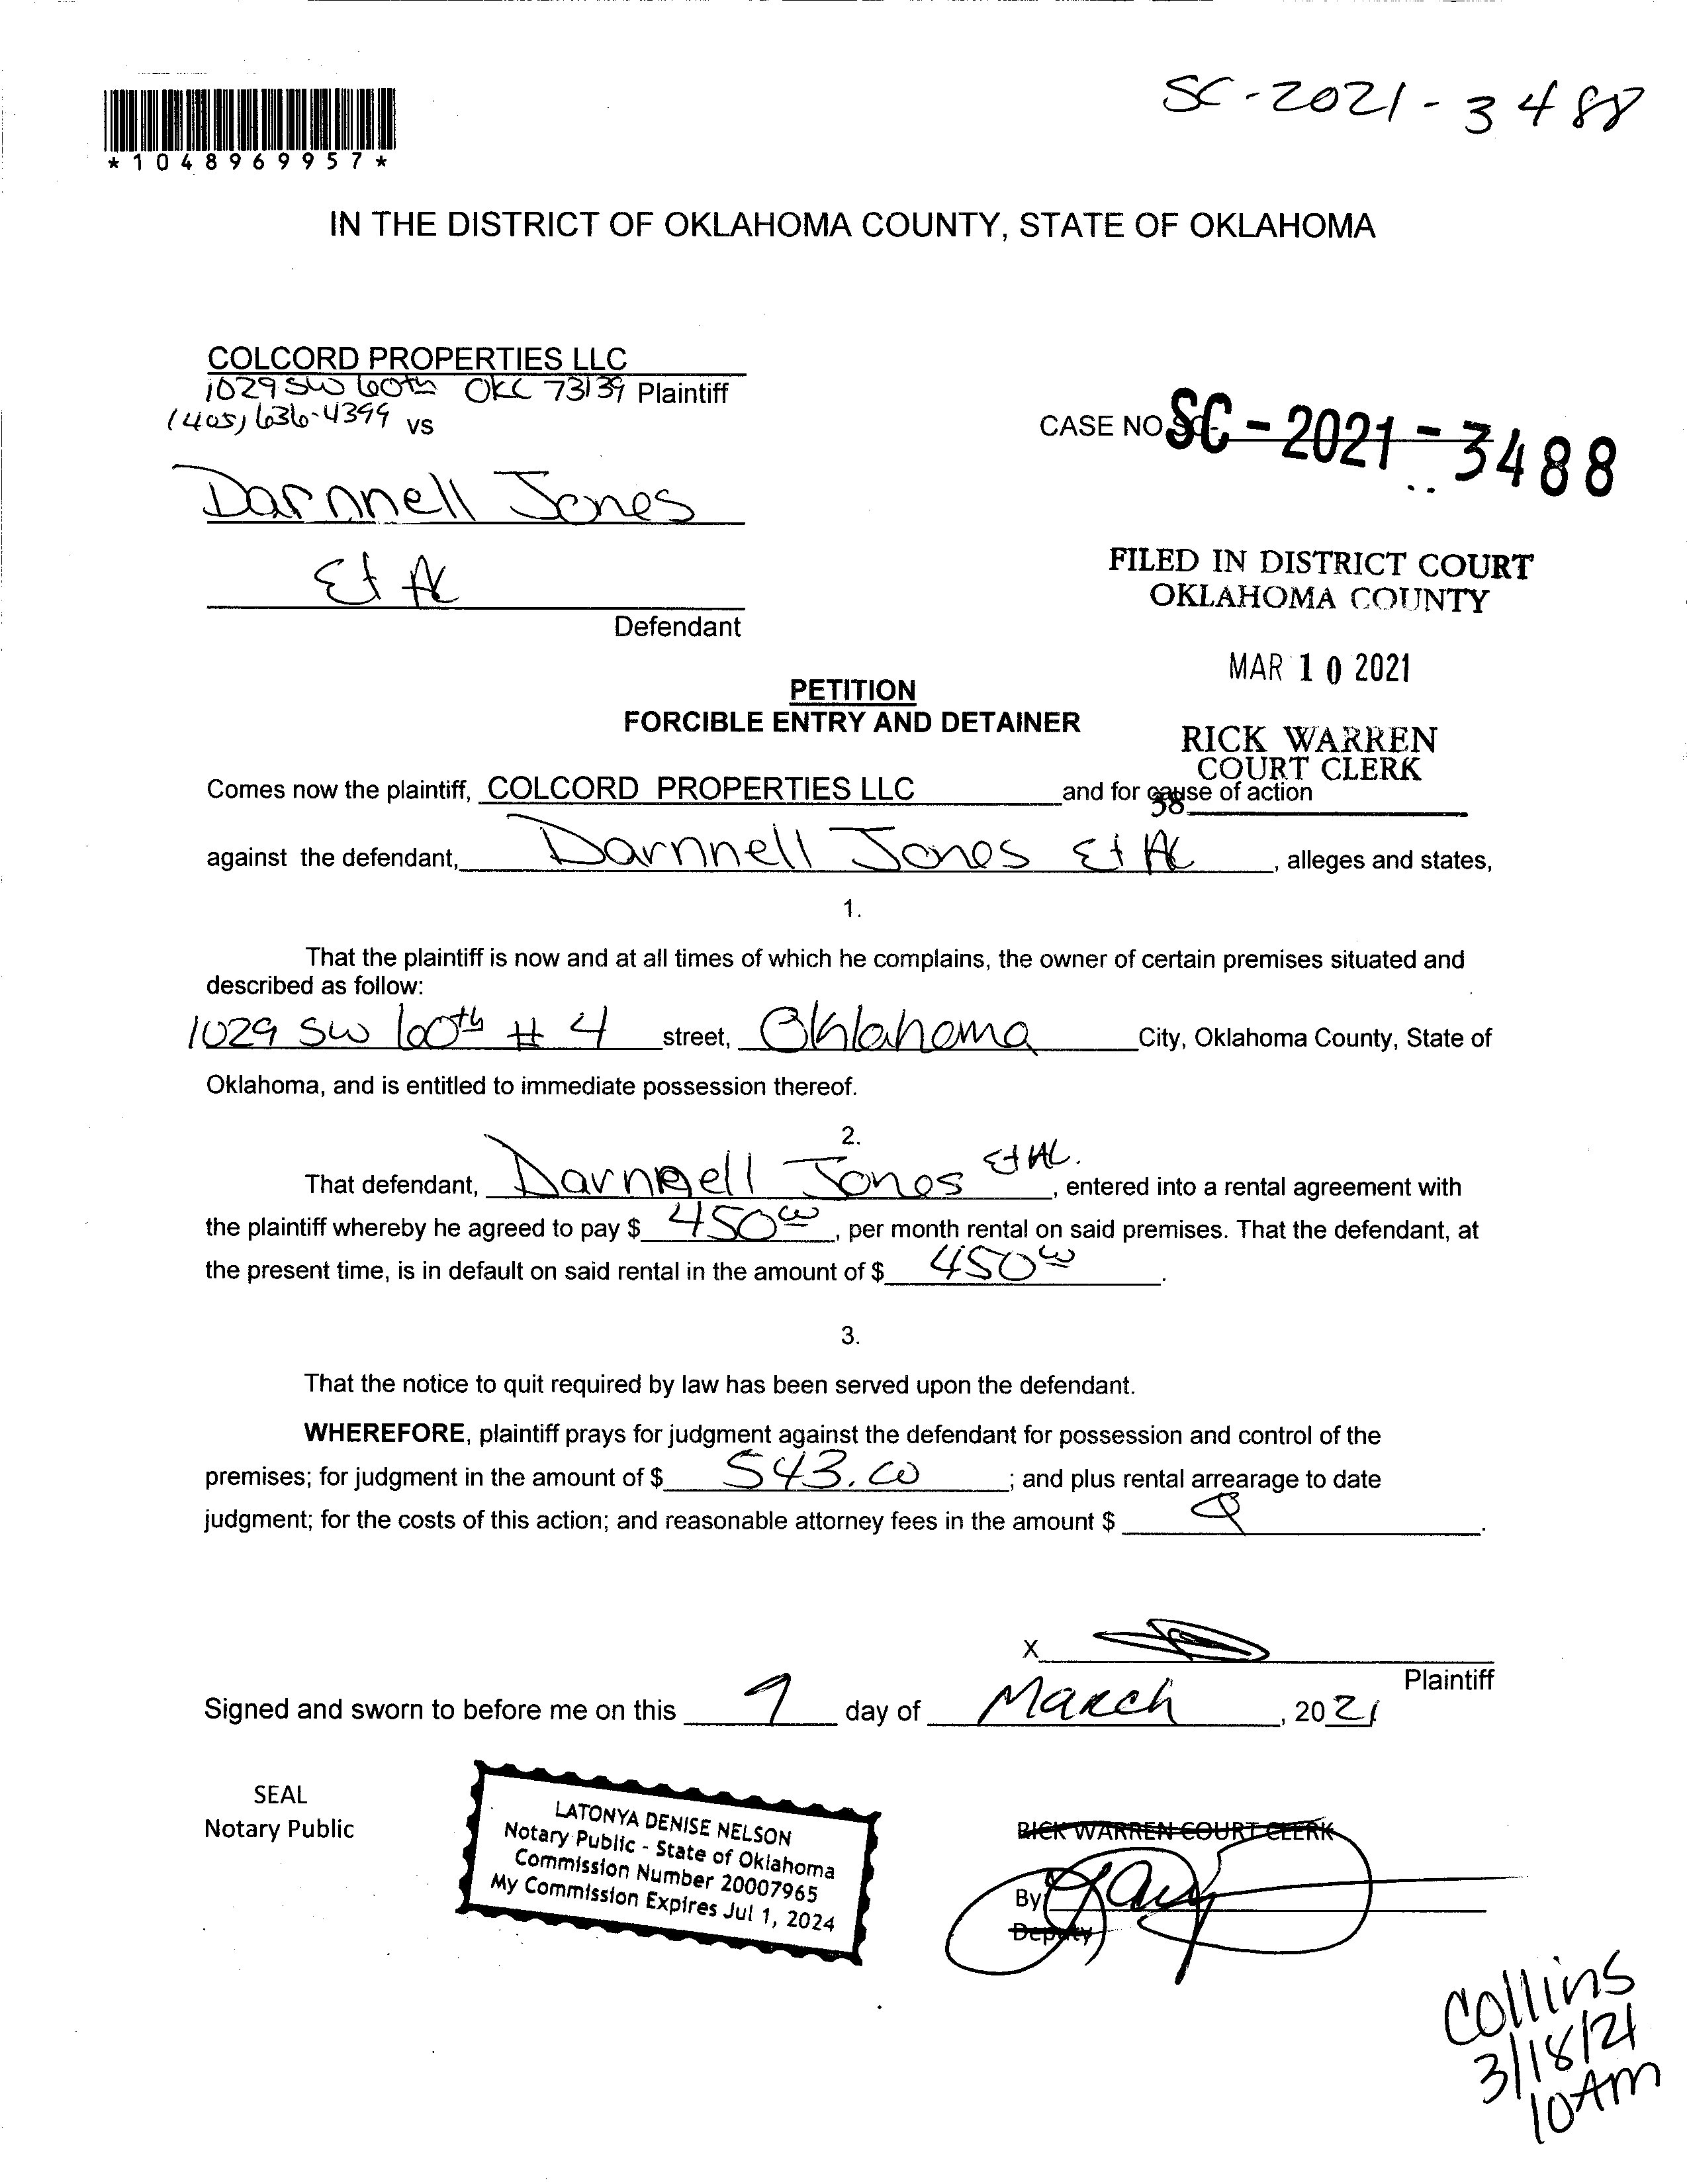 SC-2021-3488
*1048969957*
IN THE DISTRICT OF OKLAHOMA COUNTY, STATE OF OKLAHOMA
COLCORD PROPERTIES LLC
1029 SW 60th OKC 73139 Plaintiff
(405) 636-4399 vs
CASE NO SC-2021-3488
Darnnell Jones
Et Al
Defendant
FILED IN DISTRICT COURT
OKLAHOMA COUNTY
MAR 10 2021
PETITION
FORCIBLE ENTRY AND DETAINER
RICK WARREN
COURT CLERK
Comes now the plaintiff, COLCORD PROPERTIES LLC and for cause of action
38
against the defendant, Darnnell Jones Et Al, alleges and states,
1.
That the plaintiff is now and at all times of which he complains, the owner of certain premises situated and
described as follow:
1029 SW 60th # 4 street, Oklahoma City, Oklahoma County, State of
Oklahoma, and is entitled to immediate possession thereof.
2.
That defendant, Darnnell Jones Et Al., entered into a rental agreement with
the plaintiff whereby he agreed to pay $ 450 00, per month rental on said premises. That the defendant, at
the present time, is in default on said rental in the amount of $ 450 00.
3.
That the notice to quit required by law has been served upon the defendant.
WHEREFORE, plaintiff prays for judgment against the defendant for possession and control of the
premises; for judgment in the amount of $ 543.00; and plus rental arrearage to date
judgment; for the costs of this action; and reasonable attorney fees in the amount $ .
X
Plaintiff
Signed and sworn to before me on this 9 day of March, 2021
SEAL
Notary Public
LATONYA DENISE NELSON
Notary Public - State of Oklahoma
Commission Number 20007965
My Commission Expires Jul 1, 2024
RICK WARREN COURT CLERK
By
Deputy
Collins
3/18/21
10 AM